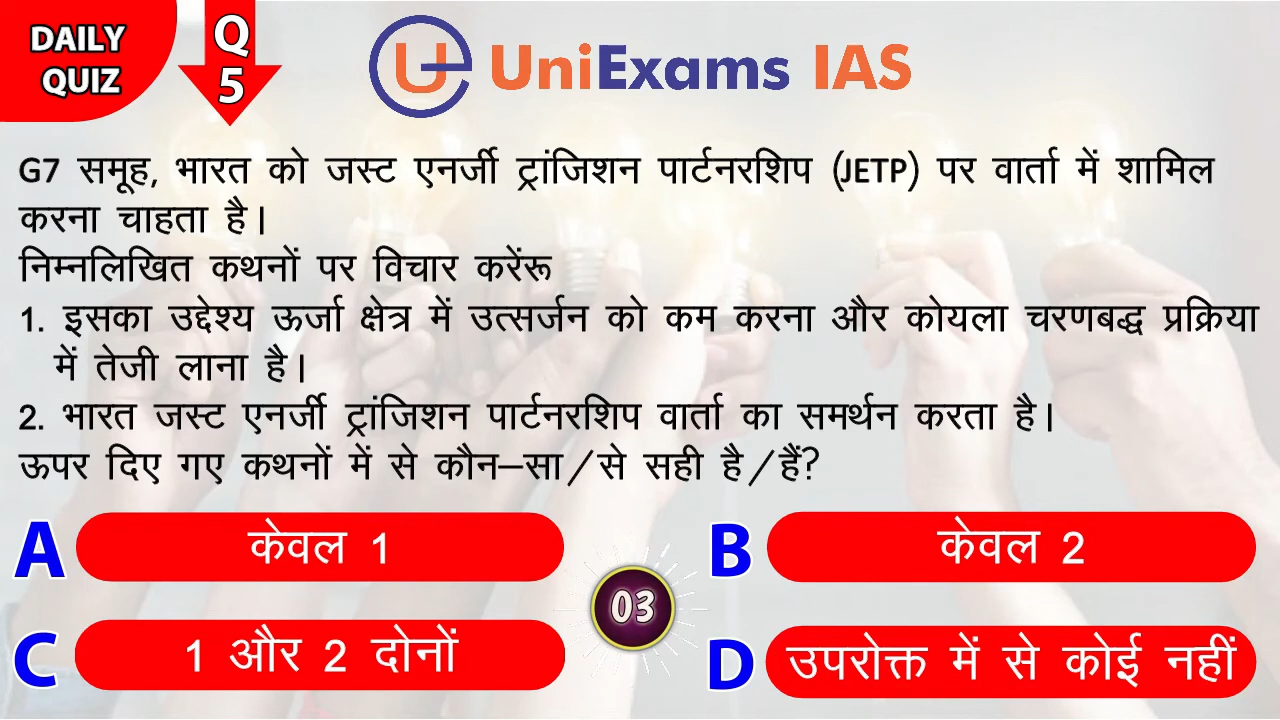 DAILY
QUIZ
Q
5
UniExams IAS
G7 समूह, भारत को जस्ट एनर्जी ट्रांजिशन पार्टनरशिप (JETP) पर वार्ता में शामिल
करना चाहता है।
निम्नलिखित कथनों पर विचार करेंरू
1. इसका उद्देश्य ऊर्जा क्षेत्र में उत्सर्जन को कम करना और कोयला चरणबद्ध प्रक्रिया
में तेजी लाना है।
2. भारत जस्ट एनर्जी ट्रांजिशन पार्टनरशिप वार्ता का समर्थन करता है।
ऊपर दिए गए कथनों में से कौन–सा/से सही है/हैं?
A केवल 1
B केवल 2
03
C 1 और 2 दोनों
D उपरोक्त में से कोई नहीं